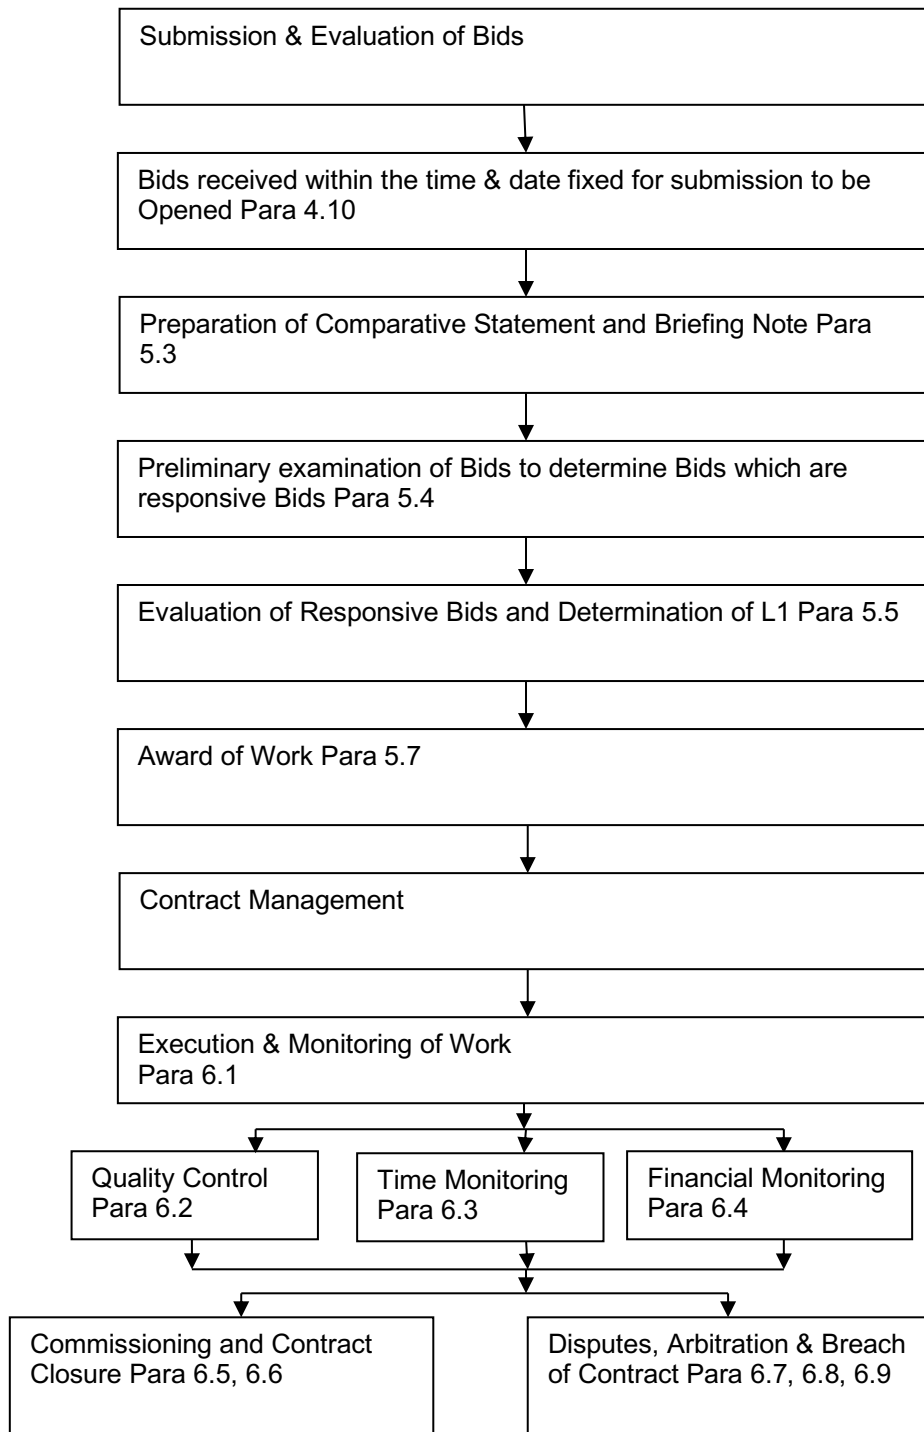 Submission & Evaluation of Bids
Bids received within the time & date fixed for submission to be
Opened Para 4.10
Preparation of Comparative Statement and Briefing Note Para
5.3
Preliminary examination of Bids to determine Bids which are
responsive Bids Para 5.4
Evaluation of Responsive Bids and Determination of L1 Para 5.5
Award of Work Para 5.7
Contract Management
Execution & Monitoring of Work
Para 6.1
Quality Control
Para 6.2
Time Monitoring
Para 6.3
Financial Monitoring
Para 6.4
Commissioning and Contract
Closure Para 6.5, 6.6
Disputes, Arbitration & Breach
of Contract Para 6.7, 6.8, 6.9